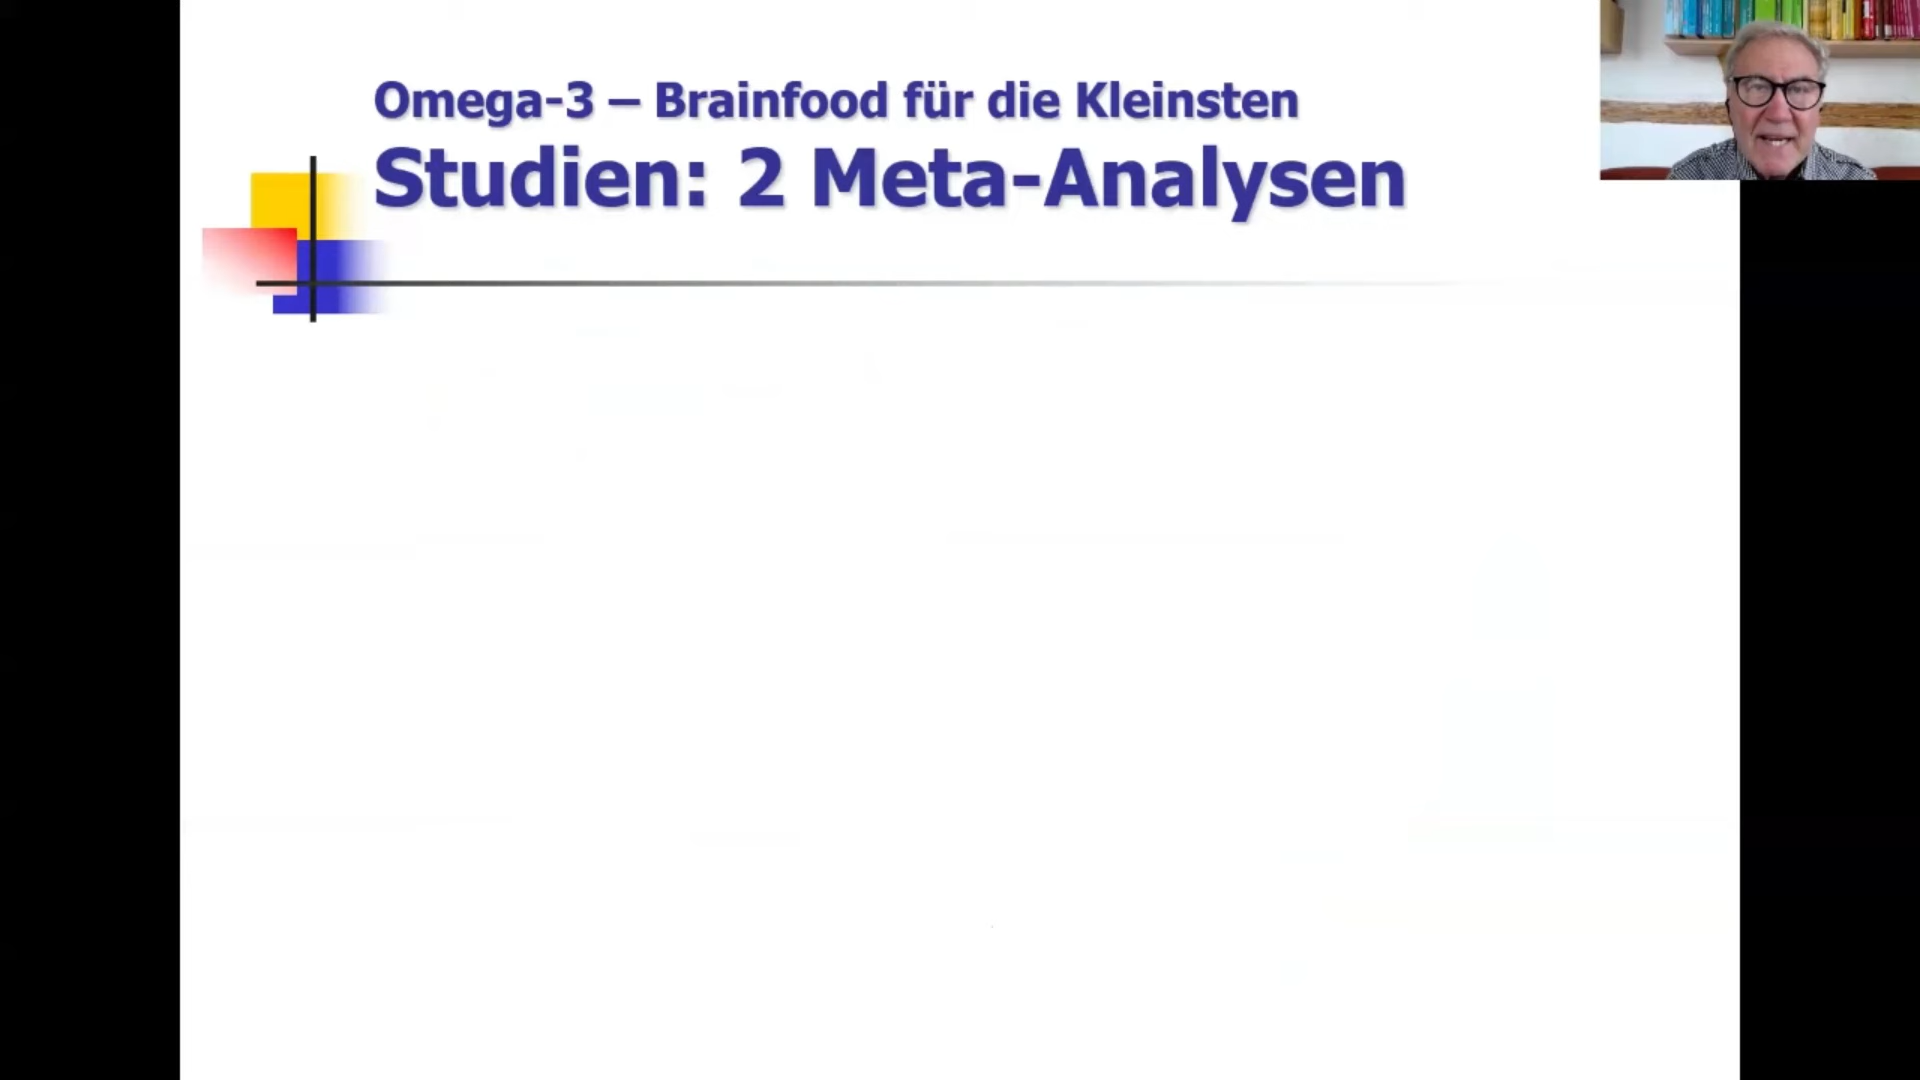 Omega-3 – Brainfood für die Kleinsten
Studien: 2 Meta-Analysen